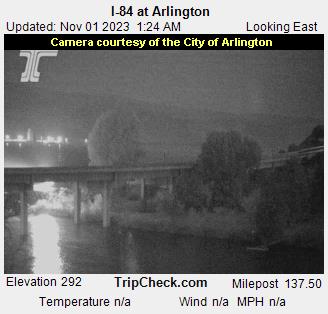 I-84 at Arlington
Updated: Nov 01 2023 1:24 AM Looking East
Camera courtesy of the City of Arlington
Elevation 292 TripCheck.com Milepost 137.50
Temperature n/a Wind n/a MPH n/a